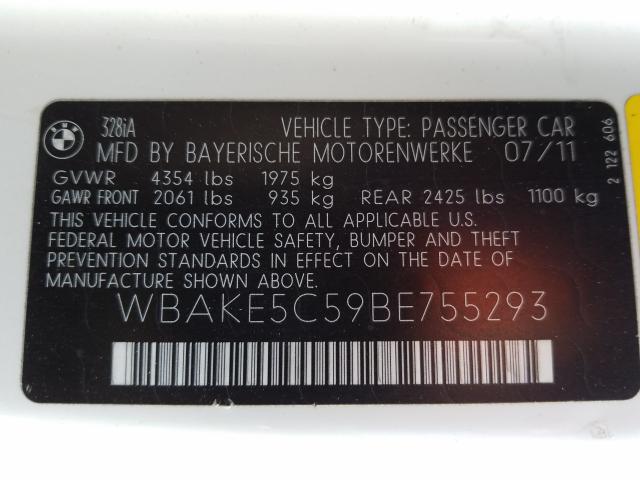 BMW
328iA VEHICLE TYPE: PASSENGER CAR
MFD BY BAYERISCHE MOTORENWERKE 07/11
GVWR 4354 lbs 1975 kg
GAWR FRONT 2061 lbs 935 kg REAR 2425 lbs 1100 kg
THIS VEHICLE CONFORMS TO ALL APPLICABLE U.S.
FEDERAL MOTOR VEHICLE SAFETY, BUMPER AND THEFT
PREVENTION STANDARDS IN EFFECT ON THE DATE OF
MANUFACTURE SHOWN ABOVE.
WBAKE5C59BE755293
2 122 606